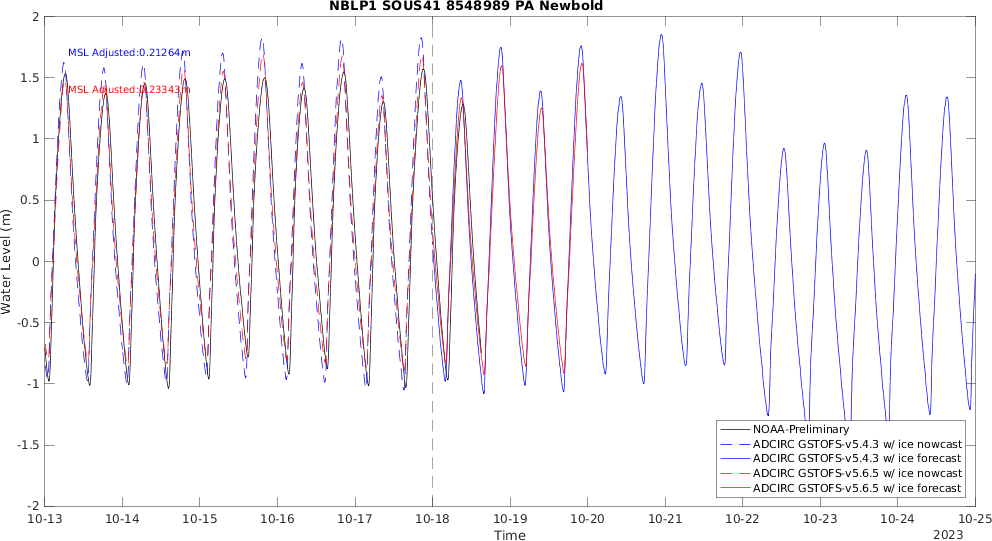 NBLP1 SOUS41 8548989 PA Newbold
MSL Adjusted:0.21264m
MSL Adjusted:0.23343m
Water Level (m)
2
1.5
1
0.5
0
-0.5
-1
-1.5
-2
NOAA-Preliminary
ADCIRC GSTOFS-v5.4.3 w/ ice nowcast
ADCIRC GSTOFS-v5.4.3 w/ ice forecast
ADCIRC GSTOFS-v5.6.5 w/ ice nowcast
ADCIRC GSTOFS-v5.6.5 w/ ice forecast
10-13 10-14 10-15 10-16 10-17 10-18 10-19 10-20 10-21 10-22 10-23 10-24 10-25
Time
2023